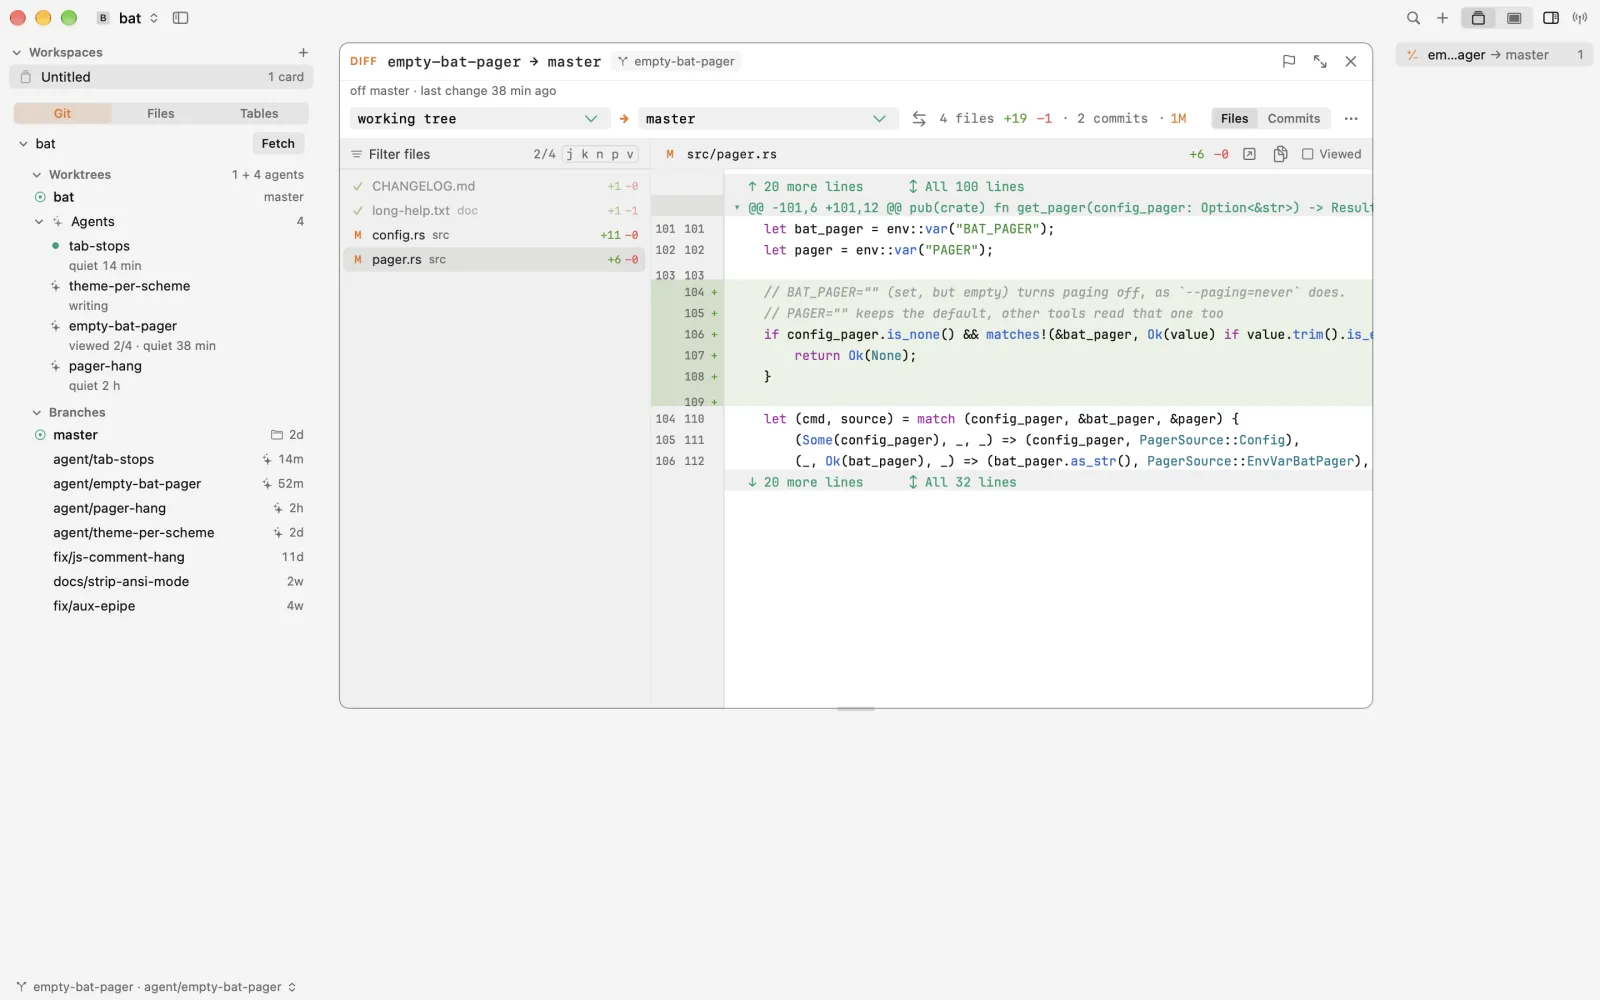 B bat
Workspaces
Untitled 1 card
Git Files Tables
bat Fetch
Worktrees 1 + 4 agents
bat master
Agents 4
tab-stops
quiet 14 min
theme-per-scheme
writing
empty-bat-pager
viewed 2/4 · quiet 38 min
pager-hang
quiet 2 h
Branches
master 2d
agent/tab-stops 14m
agent/empty-bat-pager 52m
agent/pager-hang 2h
agent/theme-per-scheme 2d
fix/js-comment-hang 11d
docs/strip-ansi-mode 2w
fix/aux-epipe 4w
empty-bat-pager · agent/empty-bat-pager
DIFF empty-bat-pager → master empty-bat-pager
off master · last change 38 min ago
working tree → master 4 files +19 −1 · 2 commits · 1M Files Commits
Filter files 2/4 j k n p v
CHANGELOG.md +1 −0
long-help.txt doc +1 −1
M config.rs src +11 −0
M pager.rs src +6 −0
M src/pager.rs +6 −0 Viewed
↑ 20 more lines ↕ All 100 lines
@@ -101,6 +101,12 @@ pub(crate) fn get_pager(config_pager: Option<&str>) -> Result
101 101 let bat_pager = env::var("BAT_PAGER");
102 102 let pager = env::var("PAGER");
103 103
104 + // BAT_PAGER="" (set, but empty) turns paging off, as `--paging=never` does.
105 + // PAGER="" keeps the default, other tools read that one too
106 + if config_pager.is_none() && matches!(&bat_pager, Ok(value) if value.trim().is_e
107 + return Ok(None);
108 + }
109 +
104 110 let (cmd, source) = match (config_pager, &bat_pager, &pager) {
105 111 (Some(config_pager), _, _) => (config_pager, PagerSource::Config),
106 112 (_, Ok(bat_pager), _) => (bat_pager.as_str(), PagerSource::EnvVarBatPager),
↓ 20 more lines ↕ All 32 lines
em...ager → master 1